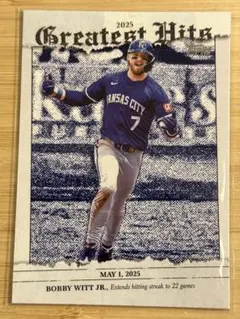 2025
Greatest Hits
KANSAS CITY
7
MAY 1, 2025
BOBBY WITT JR., Extends hitting streak to 22 games